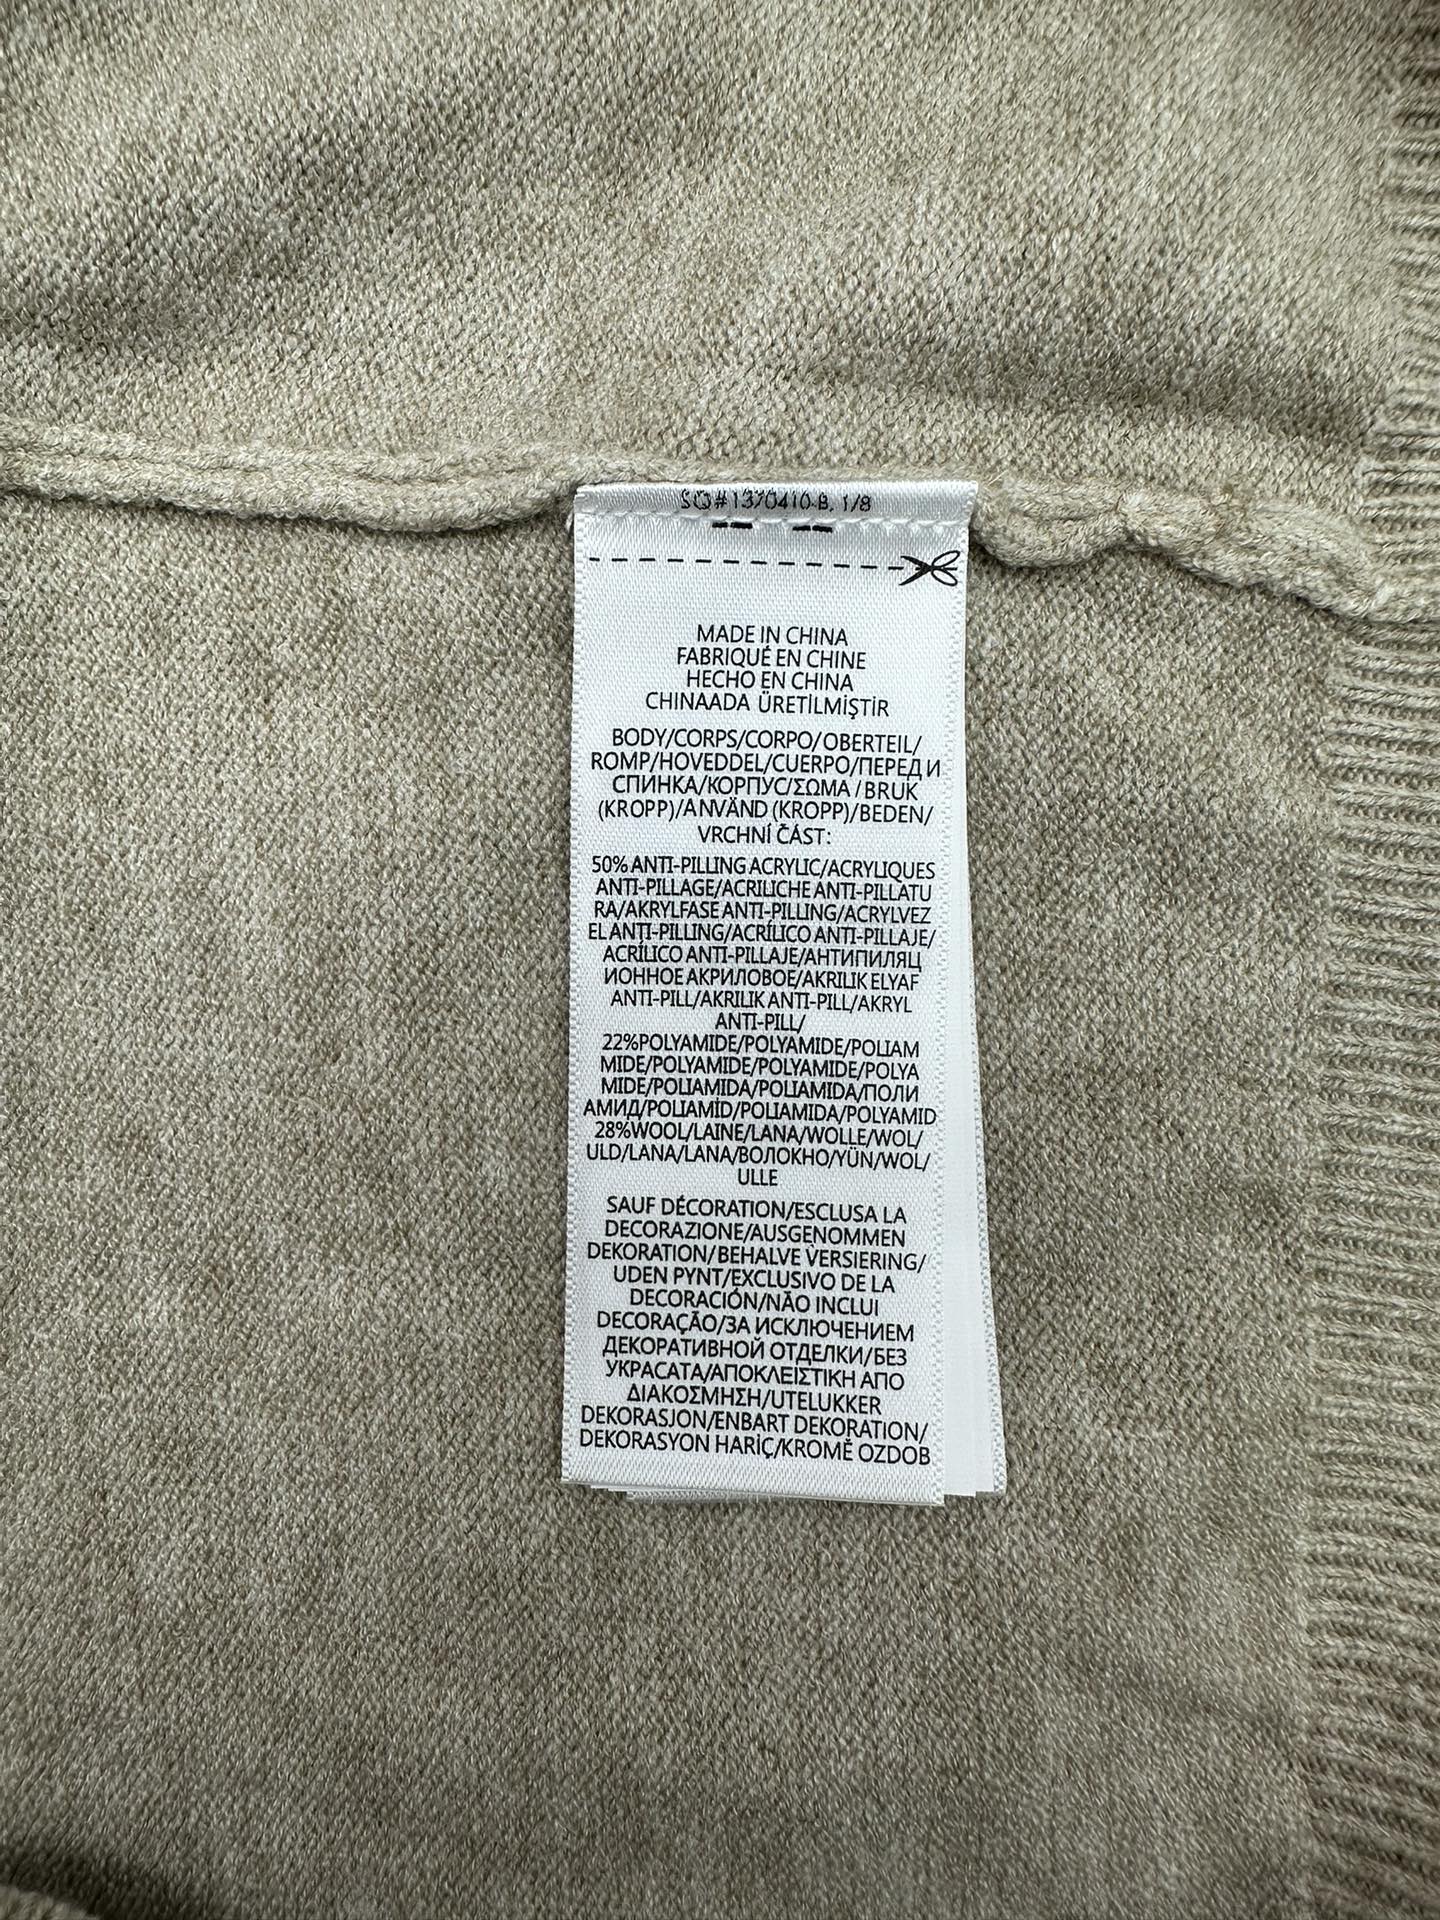 SQ#1370410-B, 1/8
MADE IN CHINA
FABRIQUÉ EN CHINE
HECHO EN CHINA
CHINAADA ÜRETİLMİŞTİR
BODY/CORPS/CORPO/OBERTEIL/
ROMP/HOVEDDEL/CUERPO/ПЕРЕД И
СПИНКА/КОРПУС/ΣΩΜΑ /BRUK
(KROPP)/ANVÄND (KROPP)/BEDEN/
VRCHNÍ ČÁST:
50%ANTI-PILLING ACRYLIC/ACRYLIQUES
ANTI-PILLAGE/ACRILICHE ANTI-PILLATU
RA/AKRYLFASE ANTI-PILLING/ACRYLVEZ
EL ANTI-PILLING/ACRÍLICO ANTI-PILLAJE/
ACRÍLICO ANTI-PILLAJE/АНТИПИЛЯЦ
ИОННОЕ АКРИЛОВОЕ/AKRILIK ELYAF
ANTI-PILL/AKRILIK ANTI-PILL/AKRYL
ANTI-PILL/
22%POLYAMIDE/POLYAMIDE/POLIAM
MIDE/POLYAMIDE/POLYAMIDE/POLYA
MIDE/POLIAMIDA/POLIAMIDA/ПОЛИ
АМИД/POLIAMİD/POLIAMIDA/POLYAMID
28%WOOL/LAINE/LANA/WOLLE/WOL/
ULD/LANA/LANA/ВОЛОКНО/YÜN/WOL/
ULLE
SAUF DÉCORATION/ESCLUSA LA
DECORAZIONE/AUSGENOMMEN
DEKORATION/BEHALVE VERSIERING/
UDEN PYNT/EXCLUSIVO DE LA
DECORACIÓN/NÃO INCLUI
DECORAÇÃO/ЗА ИСКЛЮЧЕНИЕМ
ДЕКОРАТИВНОЙ ОТДЕЛКИ/БЕЗ
УКРАСАТА/ΑΠΟΚΛΕΙΣΤΙΚΗ ΑΠΟ
ΔΙΑΚΟΣΜΗΣΗ/UTELUKKER
DEKORASJON/ENBART DEKORATION/
DEKORASYON HARİÇ/KROMĚ OZDOB